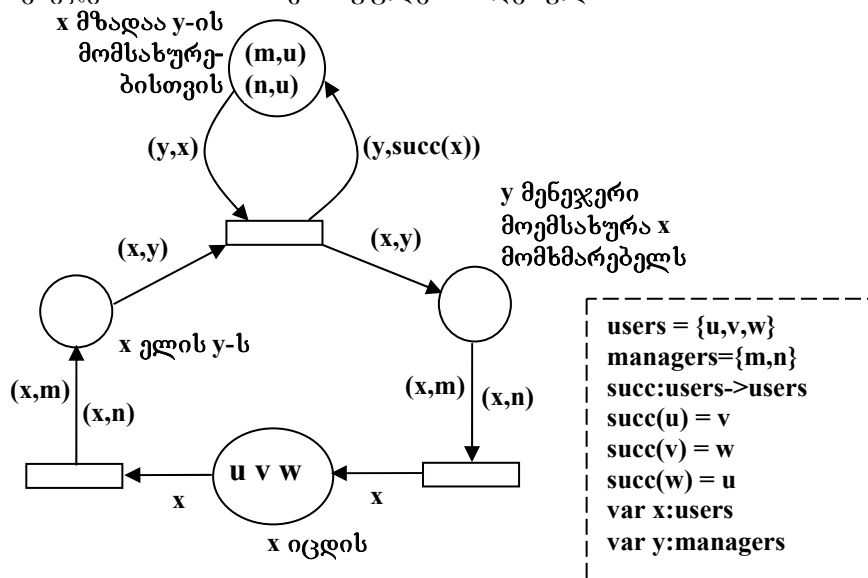 x მზადაა y-ის
მომსახურე-
ბისთვის
(m,u)
(n,u)
(y,x)
(y,succ(x))
(x,y)
(x,y)
y მენეჯერი
მოემსახურა x
მომხმარებელს
x ელის y-ს
(x,m)
(x,n)
(x,m)
(x,n)
u v w
x
x
x იცდის
users = {u,v,w}
managers={m,n}
succ:users->users
succ(u) = v
succ(v) = w
succ(w) = u
var x:users
var y:managers